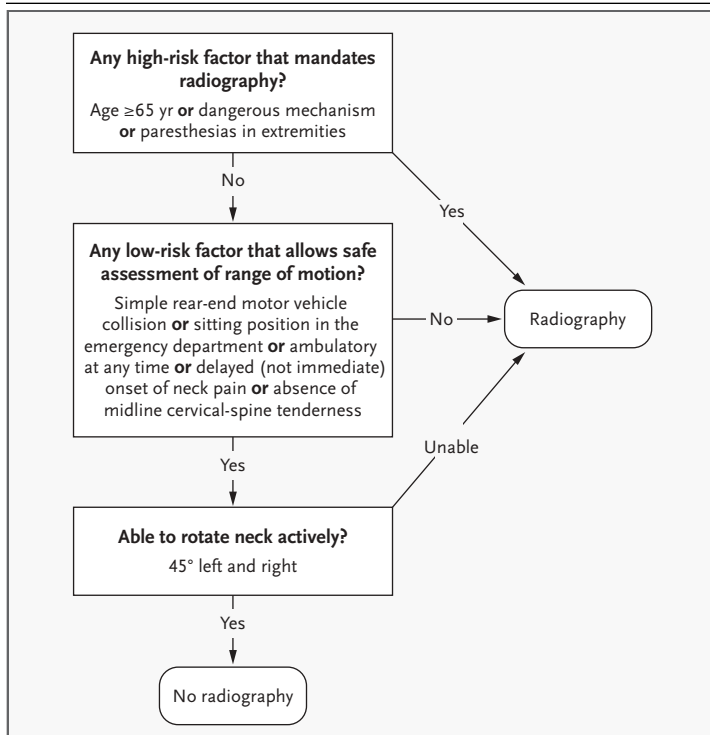 Any high-risk factor that mandates
radiography?
Age ≥65 yr or dangerous mechanism
or paresthasias in extremities
No
Yes
Any low-risk factor that allows safe
assessment of range of motion?
Simple rear-end motor vehicle
collision or sitting position in the
emergency department or ambulatory
at any time or delayed (not immediate)
onset of neck pain or absence of
midline cervical-spine tenderness
No
Radiography
Unable
Yes
Able to rotate neck actively?
45° left and right
Yes
No radiography